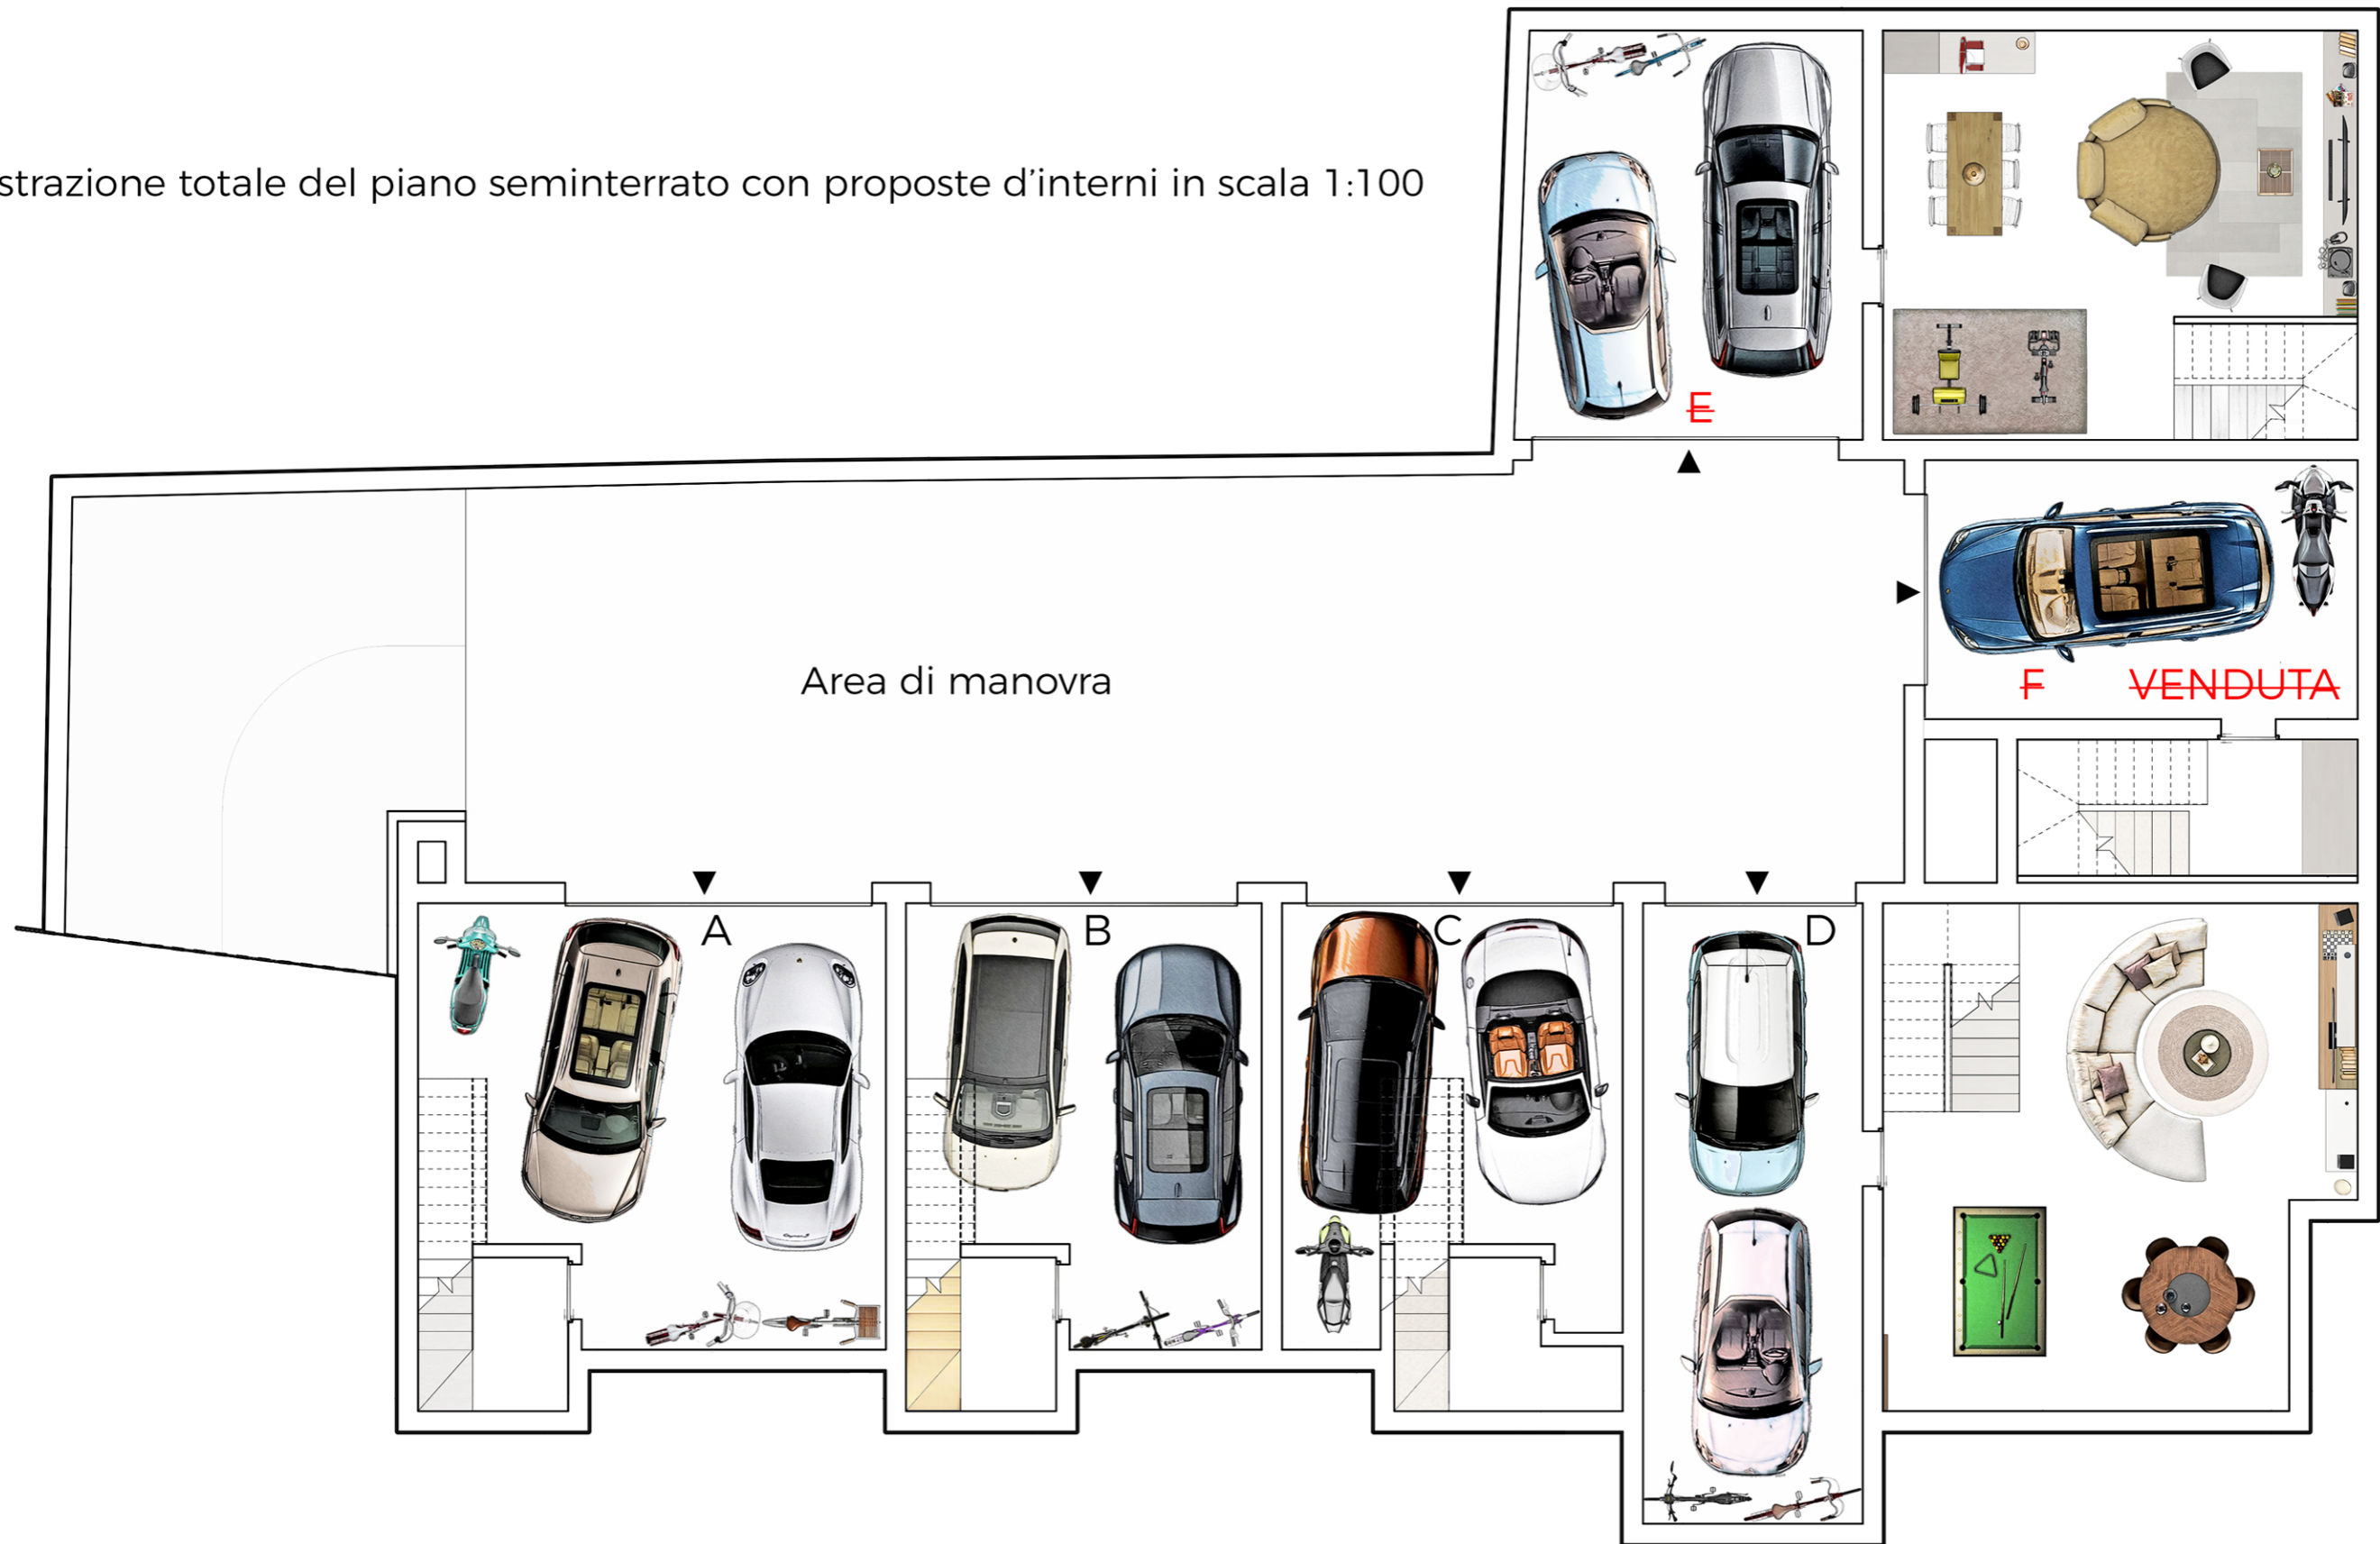 strazione totale del piano seminterrato con proposte d'interni in scala 1:100
E
Area di manovra
F VENDUTA
A B C D